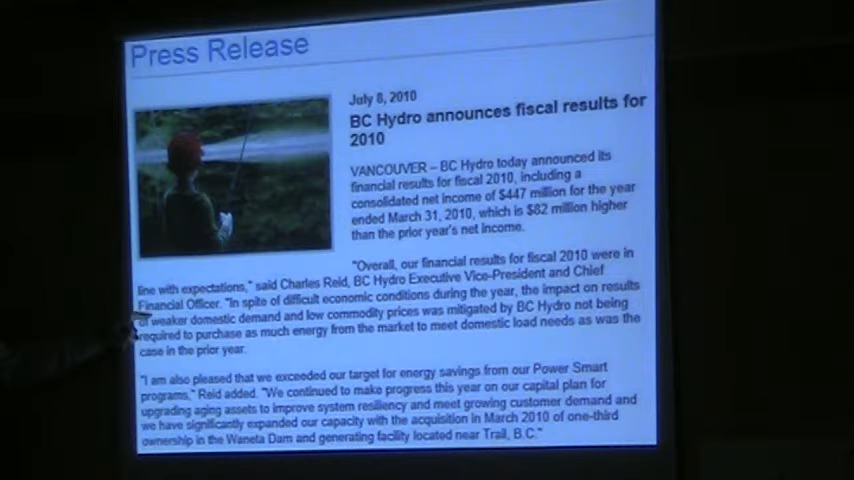 Press Release
July 8, 2010
BC Hydro announces fiscal results for
2010
VANCOUVER – BC Hydro today announced its
financial results for fiscal 2010, including a
consolidated net income of $447 million for the year
ended March 31, 2010, which is $82 million higher
than the prior year's net income.
"Overall, our financial results for fiscal 2010 were in
line with expectations," said Charles Reid, BC Hydro Executive Vice-President and Chief
Financial Officer. "In spite of difficult economic conditions during the year, the impact on results
of weaker domestic demand and low commodity prices was mitigated by BC Hydro not being
required to purchase as much energy from the market to meet domestic load needs as was the
case in the prior year.
"I am also pleased that we exceeded our target for energy savings from our Power Smart
programs," Reid added. "We continued to make progress this year on our capital plan for
upgrading aging assets to improve system resiliency and meet growing customer demand and
we have significantly expanded our capacity with the acquisition in March 2010 of one-third
ownership in the Waneta Dam and generating facility located near Trail, B.C."